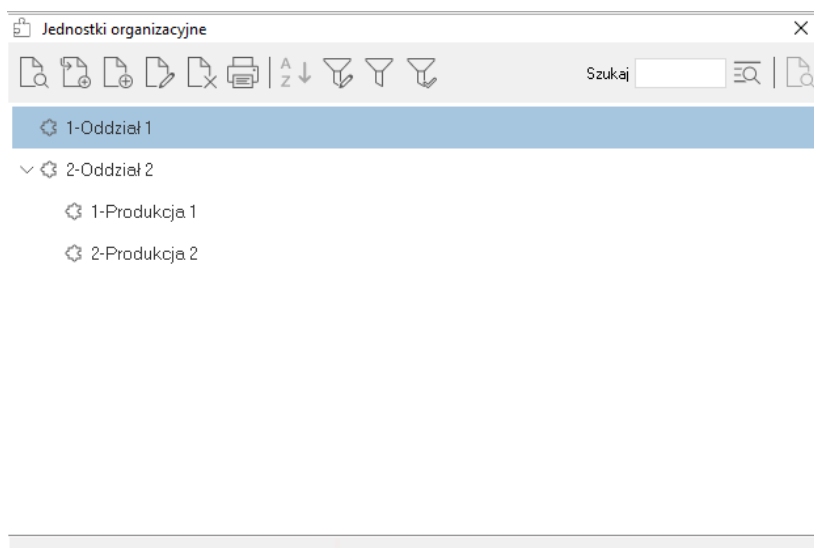 Jednostki organizacyjne
A
Z
Szukaj
1-Oddział 1
2-Oddział 2
1-Produkcja 1
2-Produkcja 2